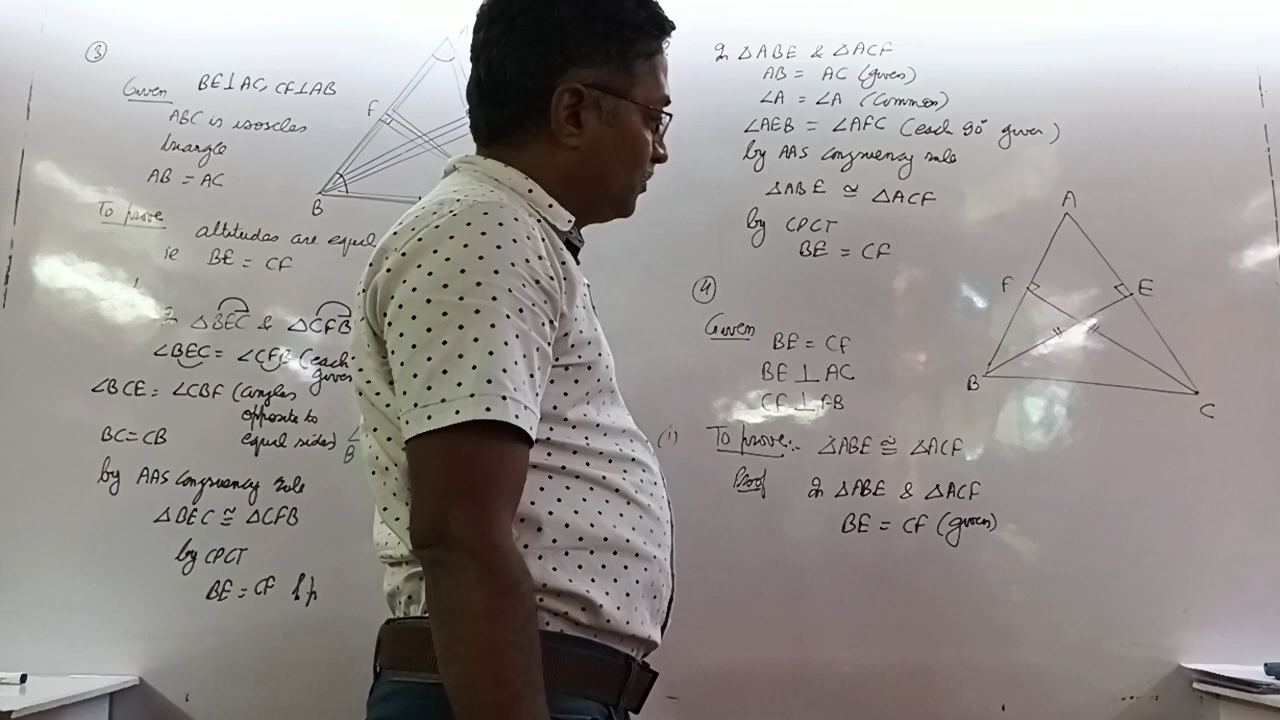 ③
Given BE⊥AC, CF⊥AB
ABC is isosceles
triangle
AB = AC
To prove altitudes are equal
ie BE = CF
In △BEC & △CFB
∠BEC = ∠CFB (each
given
∠BCE = ∠CBF (angles
opposite to
equal sides)
BC = CB
by AAS congruency rule
△BEC ≅ △CFB
by CPCT
BE = CF
F
B
In △ABE & △ACF
AB = AC (given)
∠A = ∠A (Common)
∠AEB = ∠AFC (each 90° given)
by AAS congruency rule
△ABE ≅ △ACF
by CPCT
BE = CF
④
Given
BE = CF
BE ⊥ AC
CF ⊥ AB
(i) To prove:- △ABE ≅ △ACF
Proof In △ABE & △ACF
BE = CF (given)
A
F
E
B
C